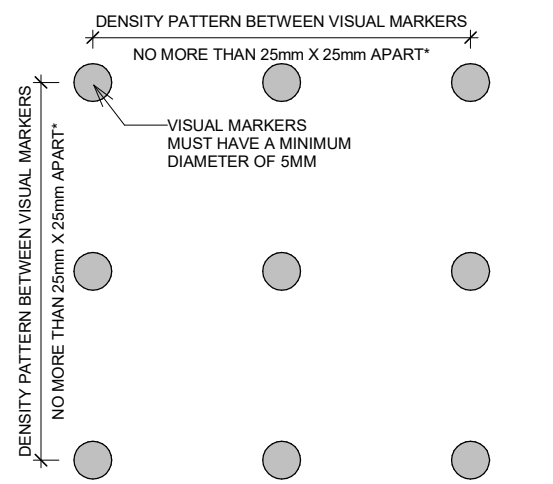 DENSITY PATTERN BETWEEN VISUAL MARKERS
NO MORE THAN 25mm X 25mm APART*
VISUAL MARKERS
MUST HAVE A MINIMUM
DIAMETER OF 5MM
DENSITY PATTERN BETWEEN VISUAL MARKERS
NO MORE THAN 25mm X 25mm APART*